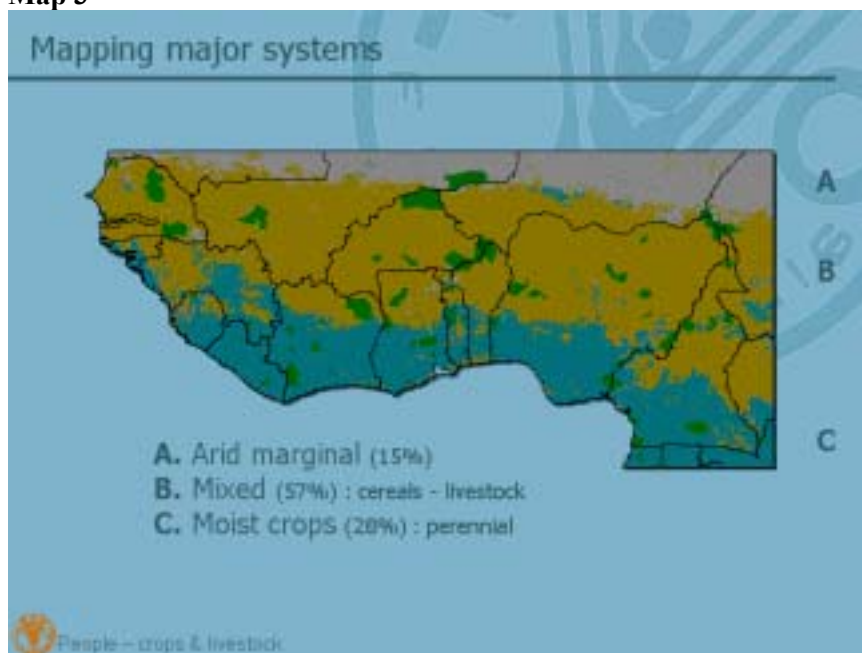 Map 3
Mapping major systems
A
B
C
A. Arid marginal (15%)
B. Mixed (57%) : cereals - livestock
C. Moist crops (28%) : perennial
People – crops & livestock